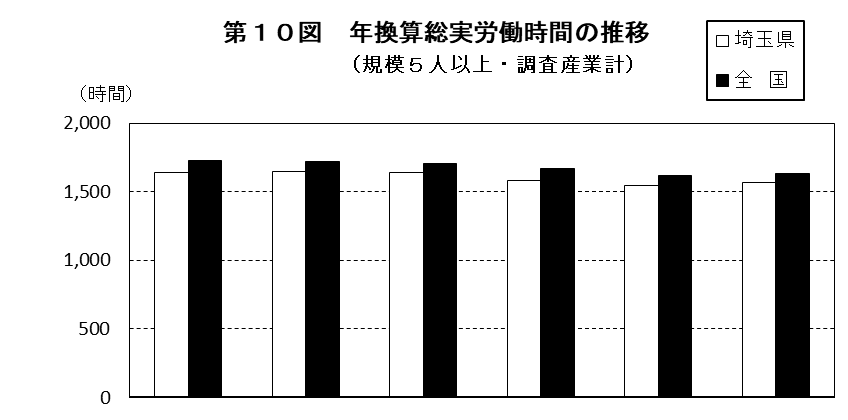 第１０図　年換算総実労働時間の推移
（規模５人以上・調査産業計）
□埼玉県
■全　国
（時間）
2,000
1,500
1,000
500
0